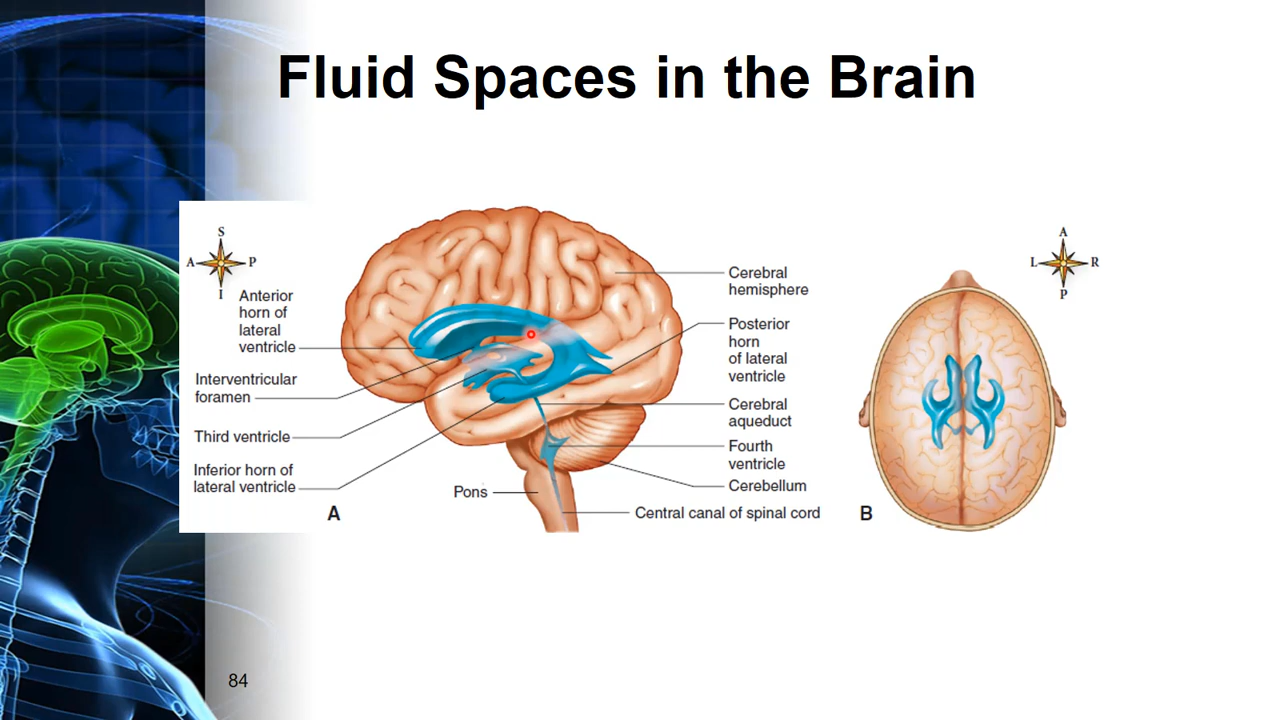 Fluid Spaces in the Brain
S
A
P
I
Anterior
horn of
lateral
ventricle
Interventricular
foramen
Third ventricle
Inferior horn of
lateral ventricle
Pons
A
Cerebral
hemisphere
Posterior
horn
of lateral
ventricle
Cerebral
aqueduct
Fourth
ventricle
Cerebellum
Central canal of spinal cord
A
L
R
P
B
84